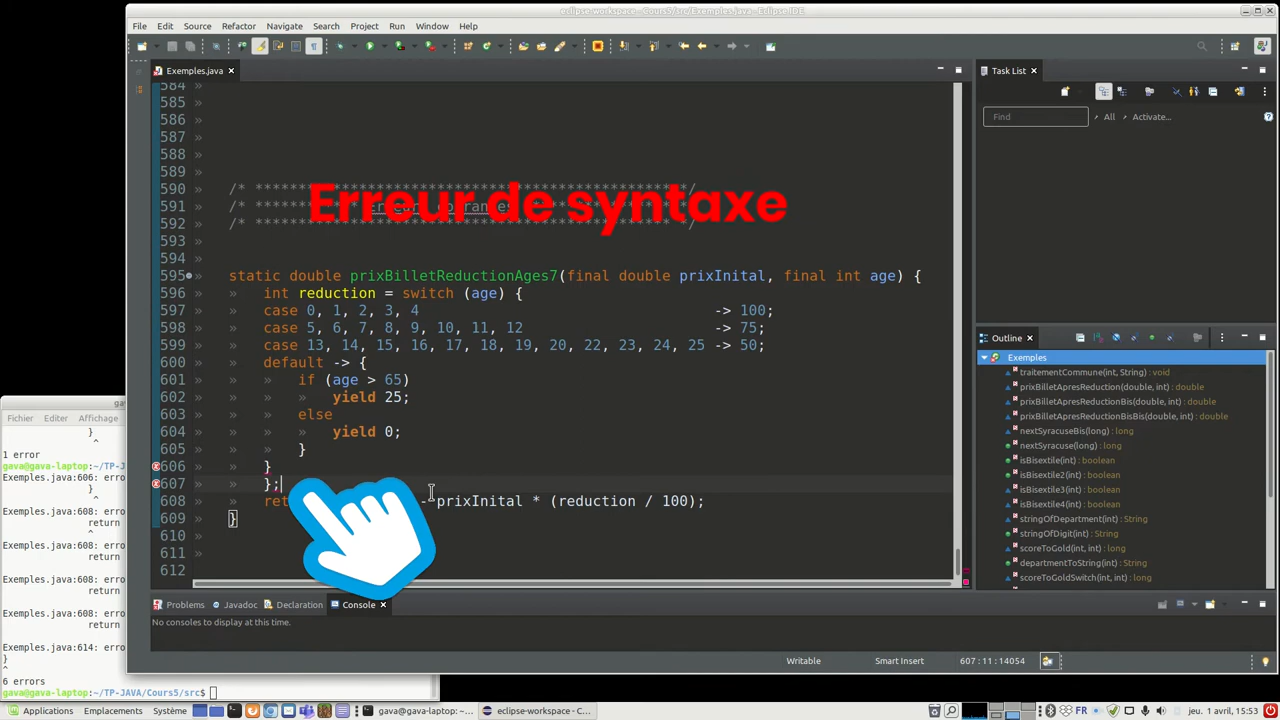 eclipse-workspace - Cours5/src/Exemples.java - Eclipse IDE
File Edit Source Refactor Navigate Search Project Run Window Help
Exemples.java
Task List
Find All Activate...
584 »
585 »
586 »
587 »
588 »
589 »
590 » /* **************************************************/
591 »
592 »
Erreur de syntaxe
593 »
594 »
595 » static double prixBilletReductionAges7(final double prixInital, final int age) {
596 » » int reduction = switch (age) {
597 » » case 0, 1, 2, 3, 4 -> 100;
598 » » case 5, 6, 7, 8, 9, 10, 11, 12 -> 75;
599 » » case 13, 14, 15, 16, 17, 18, 19, 20, 22, 23, 24, 25 -> 50;
600 » » default -> {
601 » » » if (age > 65)
602 » » » » yield 25;
603 » » » else
604 » » » » yield 0;
605 » » » }
606 » » }
607 » » };
608 » » ret prixInital * (reduction / 100);
609 » }
610 »
611 »
612
Outline
Exemples
traitementCommune(int, String) : void
prixBilletApresReduction(double, int) : double
prixBilletApresReductionBis(double, int) : double
prixBilletApresReductionBisBis(double, int) : double
nextSyracuseBis(long) : long
nextSyracuse(long) : long
isBisextile(int) : boolean
isBisextile2(int) : boolean
isBisextile3(int) : boolean
isBisextile4(int) : boolean
stringOfDepartment(int) : String
stringOfDigit(int) : String
scoreToGold(int) : long
departmentToString(int) : String
scoreToGoldSwitch(int) : long
Problems Javadoc Declaration Console
No consoles to display at this time.
Writable Smart Insert 607 : 11 : 14054
ga
Fichier Editer Affichage
}
^
1 error
gava@gava-laptop:~/TP-J
Exemples.java:606: erro
}
^
Exemples.java:608: erro
return
^
Exemples.java:608: erro
return
Exemples.java:608: erro
return
Exemples.java:608: erro
return
Exemples.java:614: erro
}
^
6 errors
gava@gava-laptop:~/TP-JAVA/Cours5/src$
Applications Emplacements Système gava@gava-laptop:~/TP-... eclipse-workspace - C... FR jeu. 1 avril, 15:53